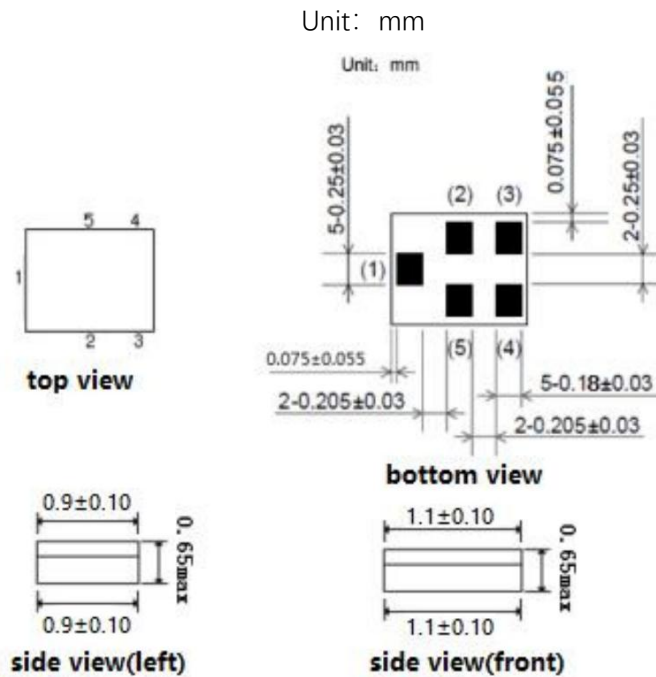 Unit: mm
Unit: mm
5-0.25±0.03
0.075±0.055
2-0.25±0.03
(2) (3)
(1)
(5) (4)
5 4
1
2 3
top view
0.075±0.055
2-0.205±0.03
5-0.18±0.03
2-0.205±0.03
bottom view
0.9±0.10
0.65max
0.9±0.10
side view(left)
1.1±0.10
0.65max
1.1±0.10
side view(front)